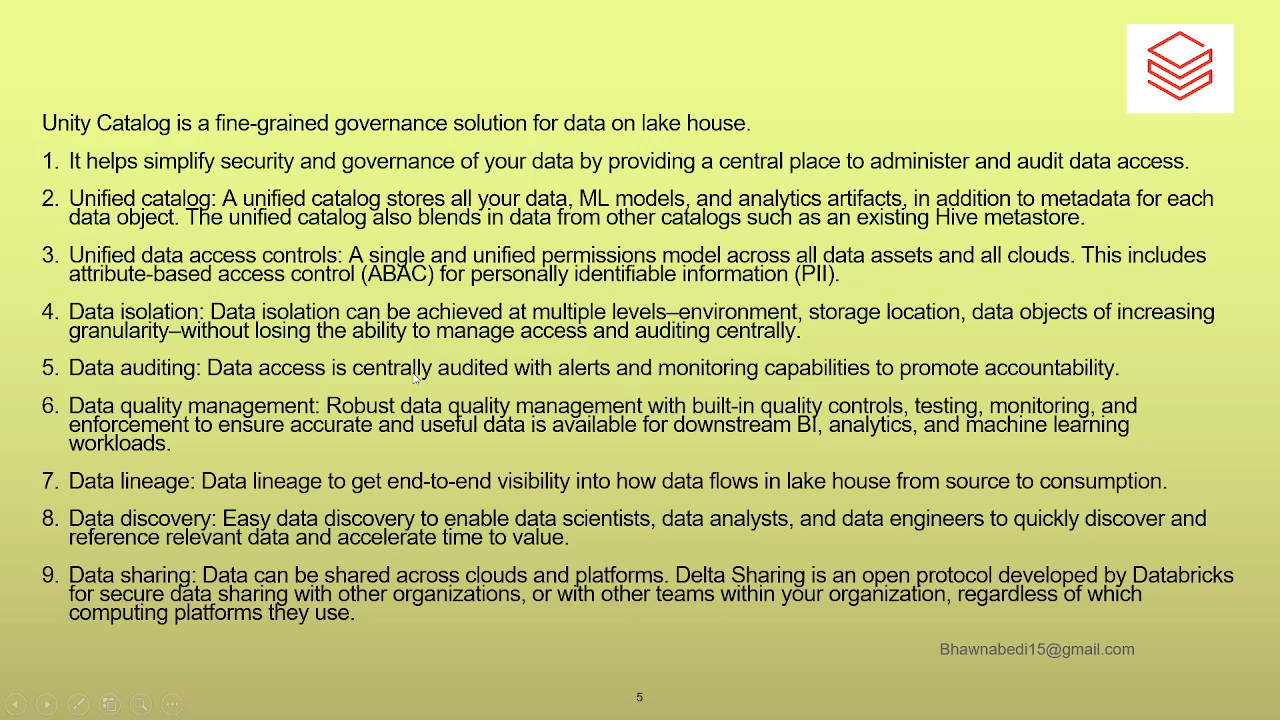 Unity Catalog is a fine-grained governance solution for data on lake house.
1. It helps simplify security and governance of your data by providing a central place to administer and audit data access.
2. Unified catalog: A unified catalog stores all your data, ML models, and analytics artifacts, in addition to metadata for each
data object. The unified catalog also blends in data from other catalogs such as an existing Hive metastore.
3. Unified data access controls: A single and unified permissions model across all data assets and all clouds. This includes
attribute-based access control (ABAC) for personally identifiable information (PII).
4. Data isolation: Data isolation can be achieved at multiple levels–environment, storage location, data objects of increasing
granularity–without losing the ability to manage access and auditing centrally.
5. Data auditing: Data access is centrally audited with alerts and monitoring capabilities to promote accountability.
6. Data quality management: Robust data quality management with built-in quality controls, testing, monitoring, and
enforcement to ensure accurate and useful data is available for downstream BI, analytics, and machine learning
workloads.
7. Data lineage: Data lineage to get end-to-end visibility into how data flows in lake house from source to consumption.
8. Data discovery: Easy data discovery to enable data scientists, data analysts, and data engineers to quickly discover and
reference relevant data and accelerate time to value.
9. Data sharing: Data can be shared across clouds and platforms. Delta Sharing is an open protocol developed by Databricks
for secure data sharing with other organizations, or with other teams within your organization, regardless of which
computing platforms they use.
Bhawnabedi15@gmail.com
5